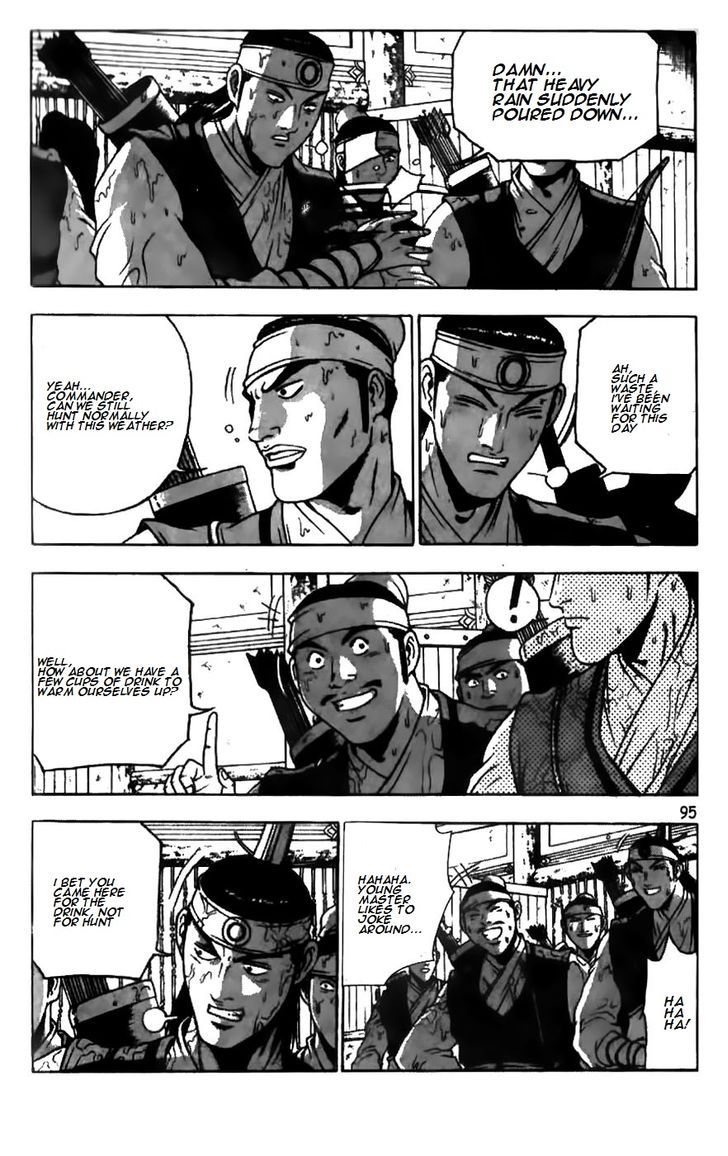 DAMN...
THAT HEAVY
RAIN SUDDENLY
POURED DOWN...
AH,
SUCH A
WASTE,
I'VE BEEN
WAITING
FOR THIS
DAY
YEAH...
COMMANDER,
CAN WE STILL
HUNT NORMALLY
WITH THIS WEATHER?
!
WELL,
HOW ABOUT WE HAVE A
FEW CUPS OF DRINK TO
WARM OURSELVES UP?
95
I BET YOU
CAME HERE
FOR THE
DRINK, NOT
FOR HUNT
HAHAHA.
YOUNG
MASTER
LIKES TO
JOKE
AROUND...
HA
HA
HA!